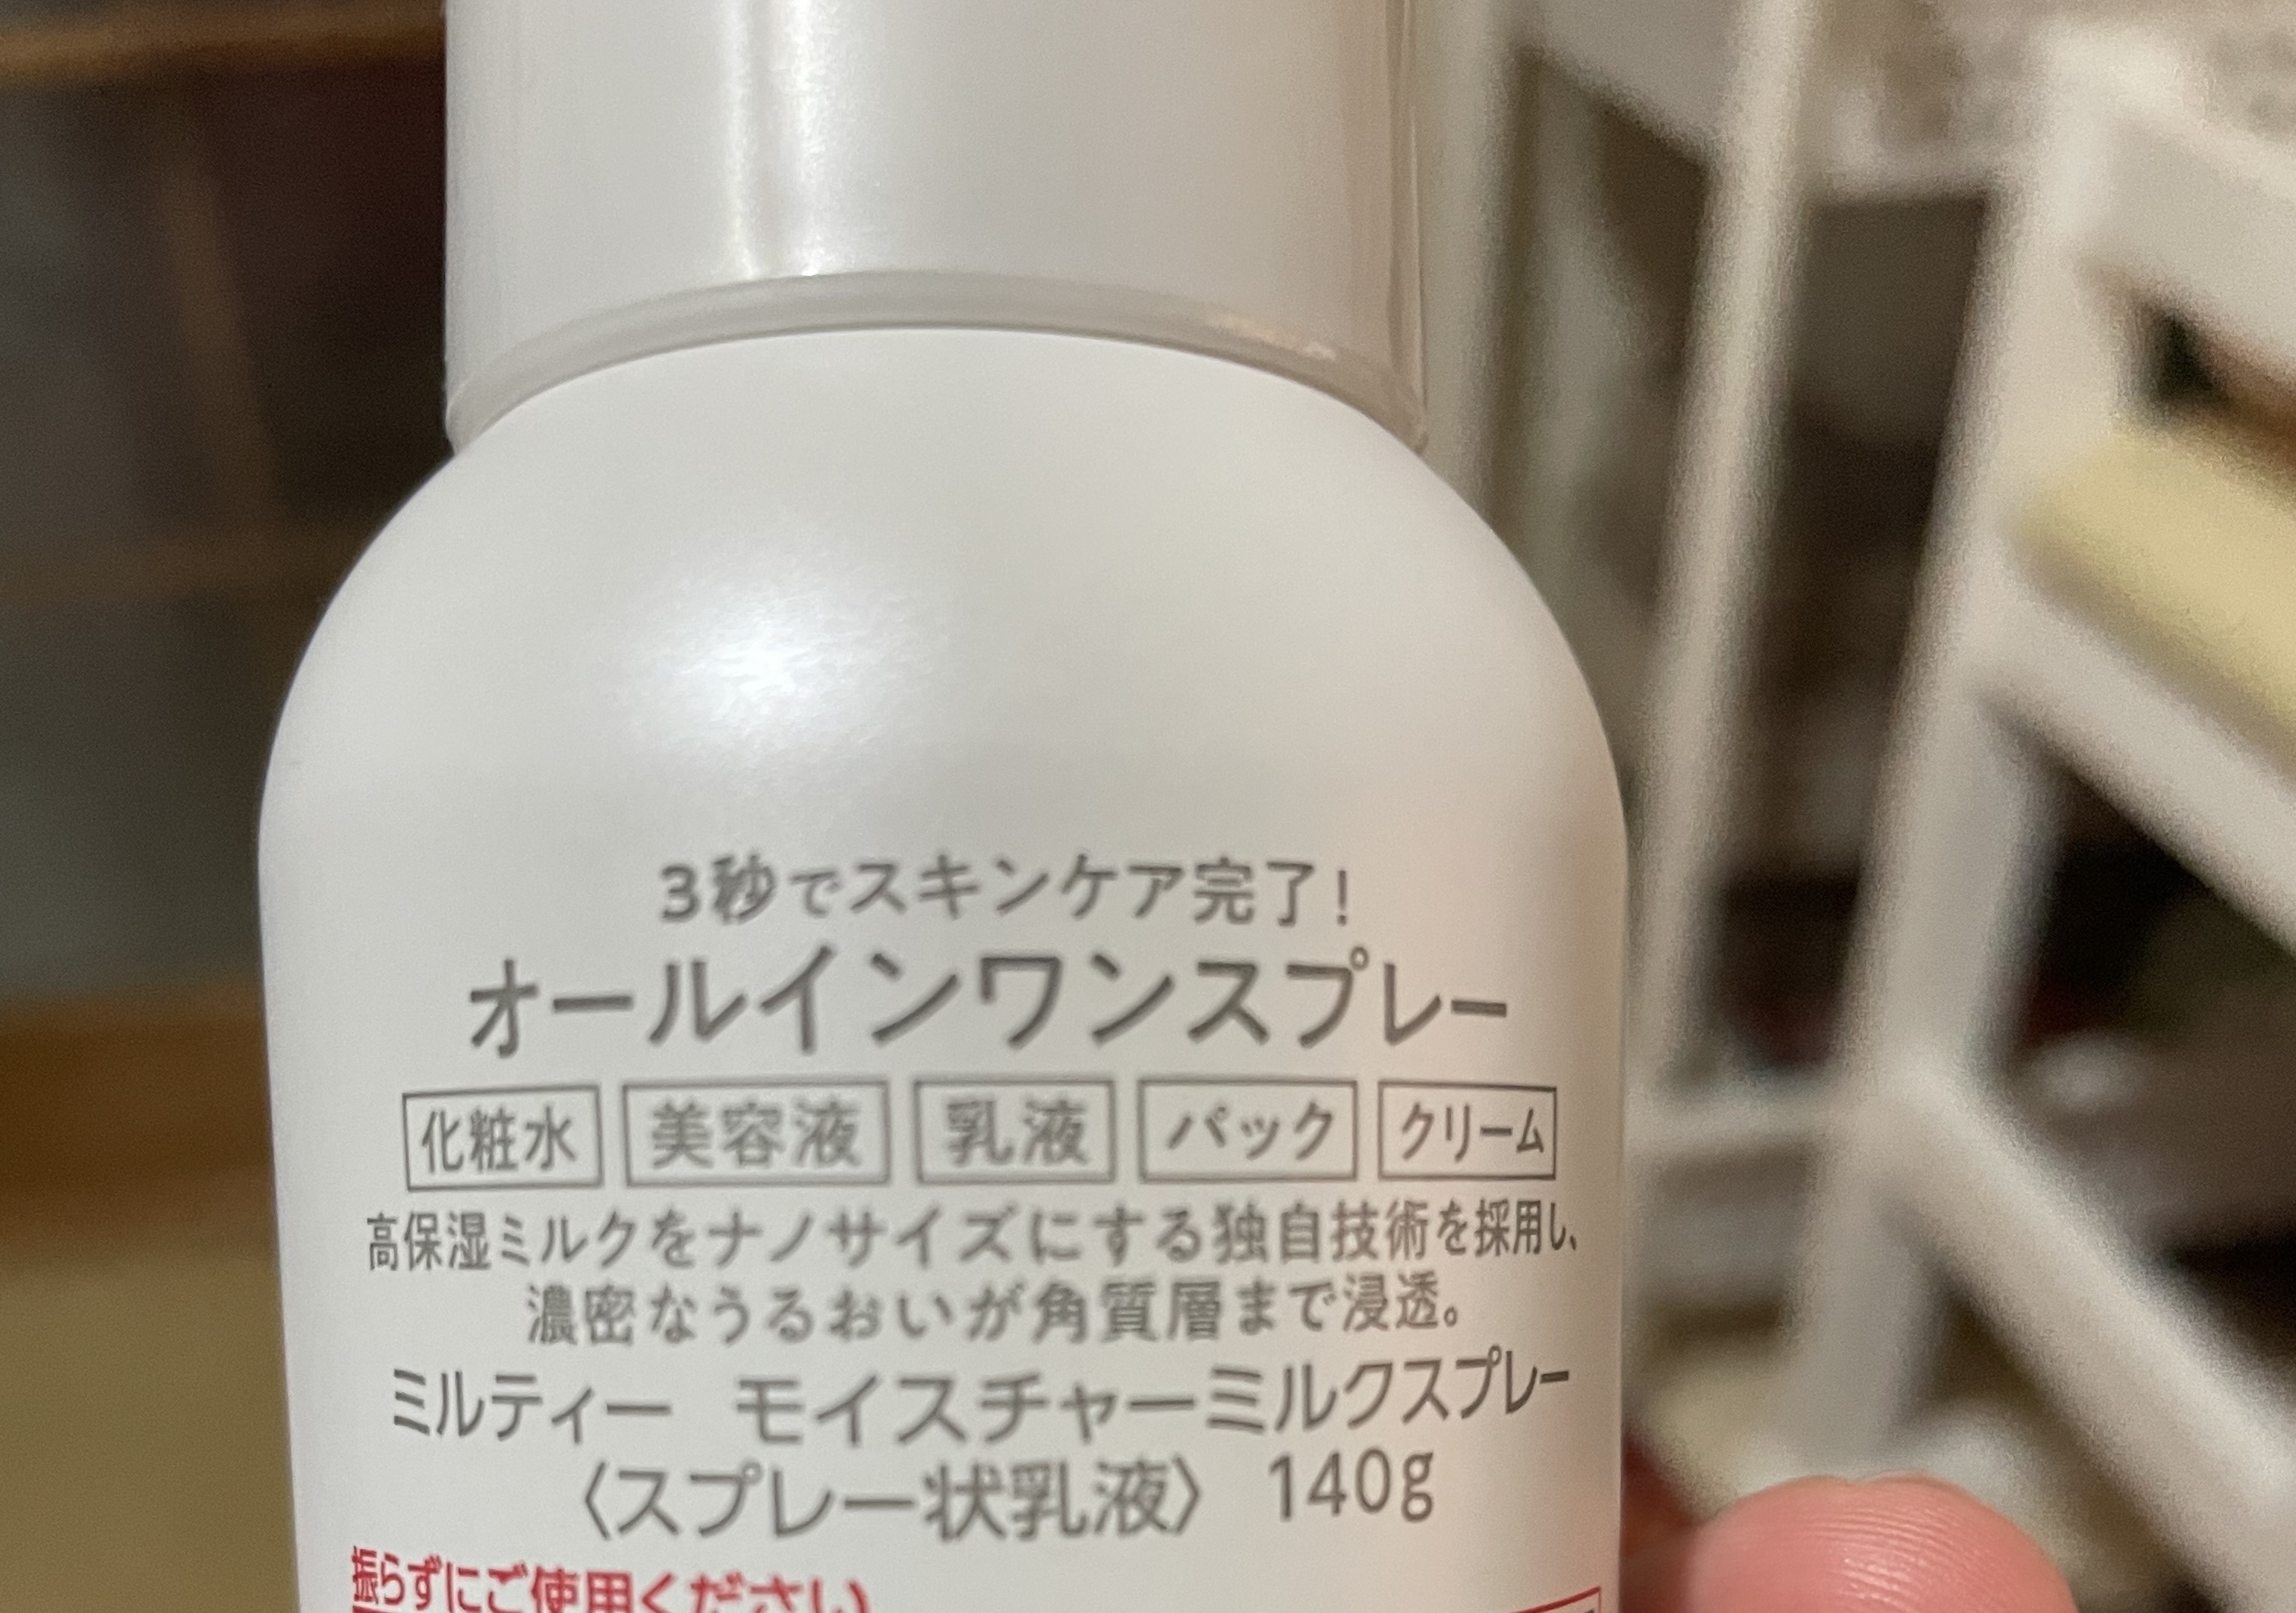 3秒でスキンケア完了!
オールインワンスプレー
化粧水 美容液 乳液 パック クリーム
高保湿ミルクをナノサイズにする独自技術を採用し、
濃密なうるおいが角質層まで浸透。
ミルティー モイスチャーミルクスプレー
〈スプレー状乳液〉 140g
振らずにご使用ください